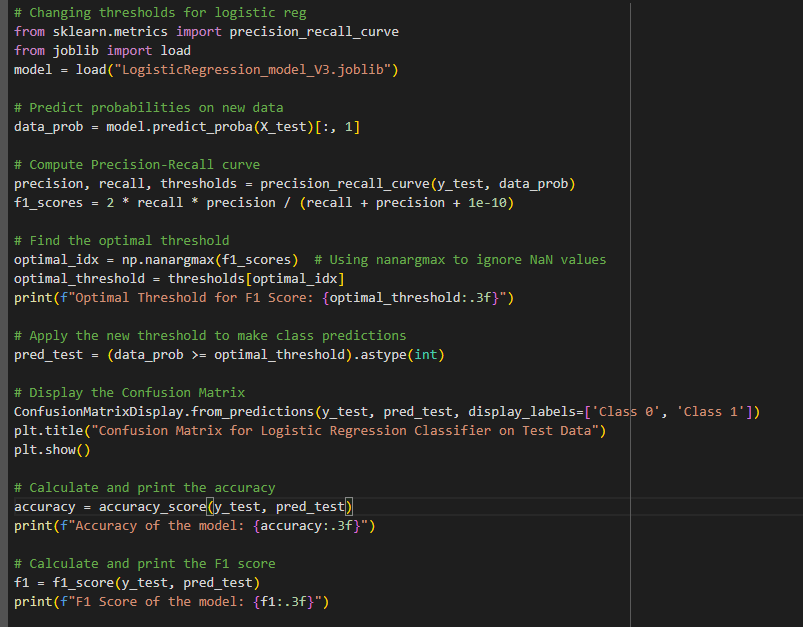 # Changing thresholds for logistic reg
from sklearn.metrics import precision_recall_curve
from joblib import load
model = load("LogisticRegression_model_V3.joblib")
# Predict probabilities on new data
data_prob = model.predict_proba(X_test)[:, 1]
# Compute Precision-Recall curve
precision, recall, thresholds = precision_recall_curve(y_test, data_prob)
f1_scores = 2 * recall * precision / (recall + precision + 1e-10)
# Find the optimal threshold
optimal_idx = np.nanargmax(f1_scores)  # Using nanargmax to ignore NaN values
optimal_threshold = thresholds[optimal_idx]
print(f"Optimal Threshold for F1 Score: {optimal_threshold:.3f}")
# Apply the new threshold to make class predictions
pred_test = (data_prob >= optimal_threshold).astype(int)
# Display the Confusion Matrix
ConfusionMatrixDisplay.from_predictions(y_test, pred_test, display_labels=['Class 0', 'Class 1'])
plt.title("Confusion Matrix for Logistic Regression Classifier on Test Data")
plt.show()
# Calculate and print the accuracy
accuracy = accuracy_score(y_test, pred_test)
print(f"Accuracy of the model: {accuracy:.3f}")
# Calculate and print the F1 score
f1 = f1_score(y_test, pred_test)
print(f"F1 Score of the model: {f1:.3f}")